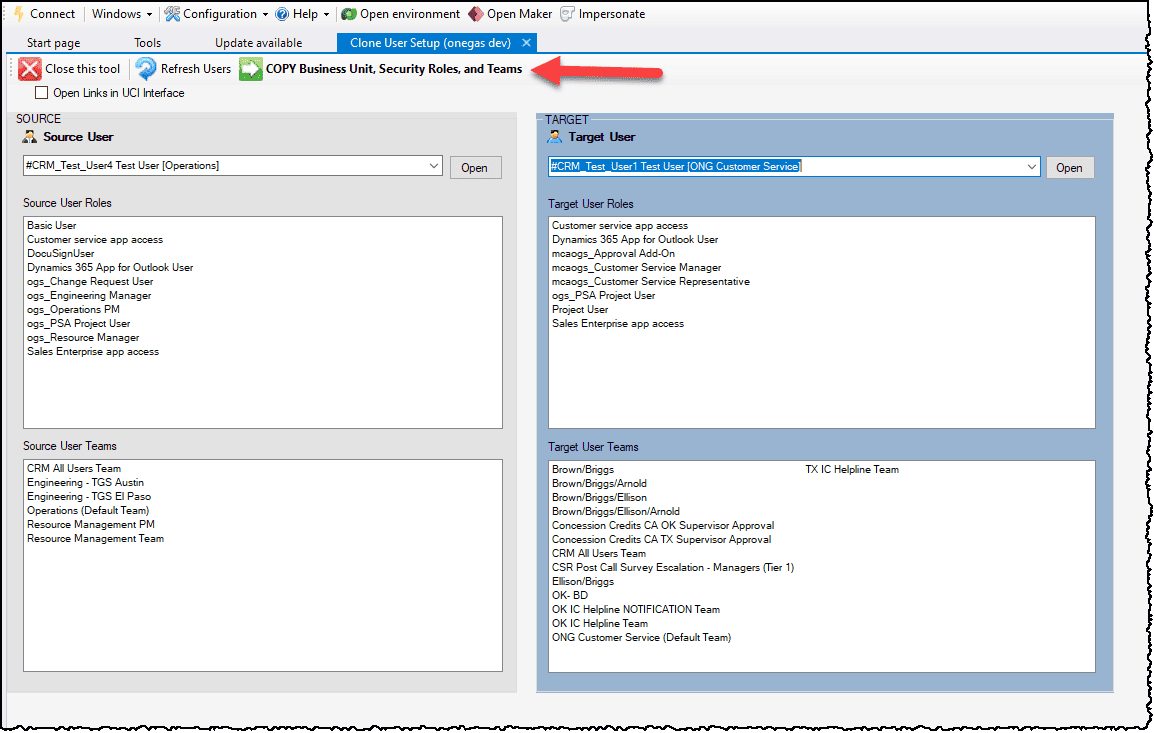 Connect Windows Configuration Help Open environment Open Maker Impersonate
Start page Tools Update available Clone User Setup (onegas dev)
Close this tool Refresh Users COPY Business Unit, Security Roles, and Teams
Open Links in UCI Interface
SOURCE
Source User
#CRM_Test_User4 Test User [Operations] Open
Source User Roles
Basic User
Customer service app access
DocuSignUser
Dynamics 365 App for Outlook User
ogs_Change Request User
ogs_Engineering Manager
ogs_Operations PM
ogs_PSA Project User
ogs_Resource Manager
Sales Enterprise app access
Source User Teams
CRM All Users Team
Engineering - TGS Austin
Engineering - TGS El Paso
Operations (Default Team)
Resource Management PM
Resource Management Team
TARGET
Target User
#CRM_Test_User1 Test User [ONG Customer Service] Open
Target User Roles
Customer service app access
Dynamics 365 App for Outlook User
mcaogs_Approval Add-On
mcaogs_Customer Service Manager
mcaogs_Customer Service Representative
ogs_PSA Project User
Project User
Sales Enterprise app access
Target User Teams
Brown/Briggs TX IC Helpline Team
Brown/Briggs/Arnold
Brown/Briggs/Ellison
Brown/Briggs/Ellison/Arnold
Concession Credits CA OK Supervisor Approval
Concession Credits CA TX Supervisor Approval
CRM All Users Team
CSR Post Call Survey Escalation - Managers (Tier 1)
Ellison/Briggs
OK- BD
OK IC Helpline NOTIFICATION Team
OK IC Helpline Team
ONG Customer Service (Default Team)